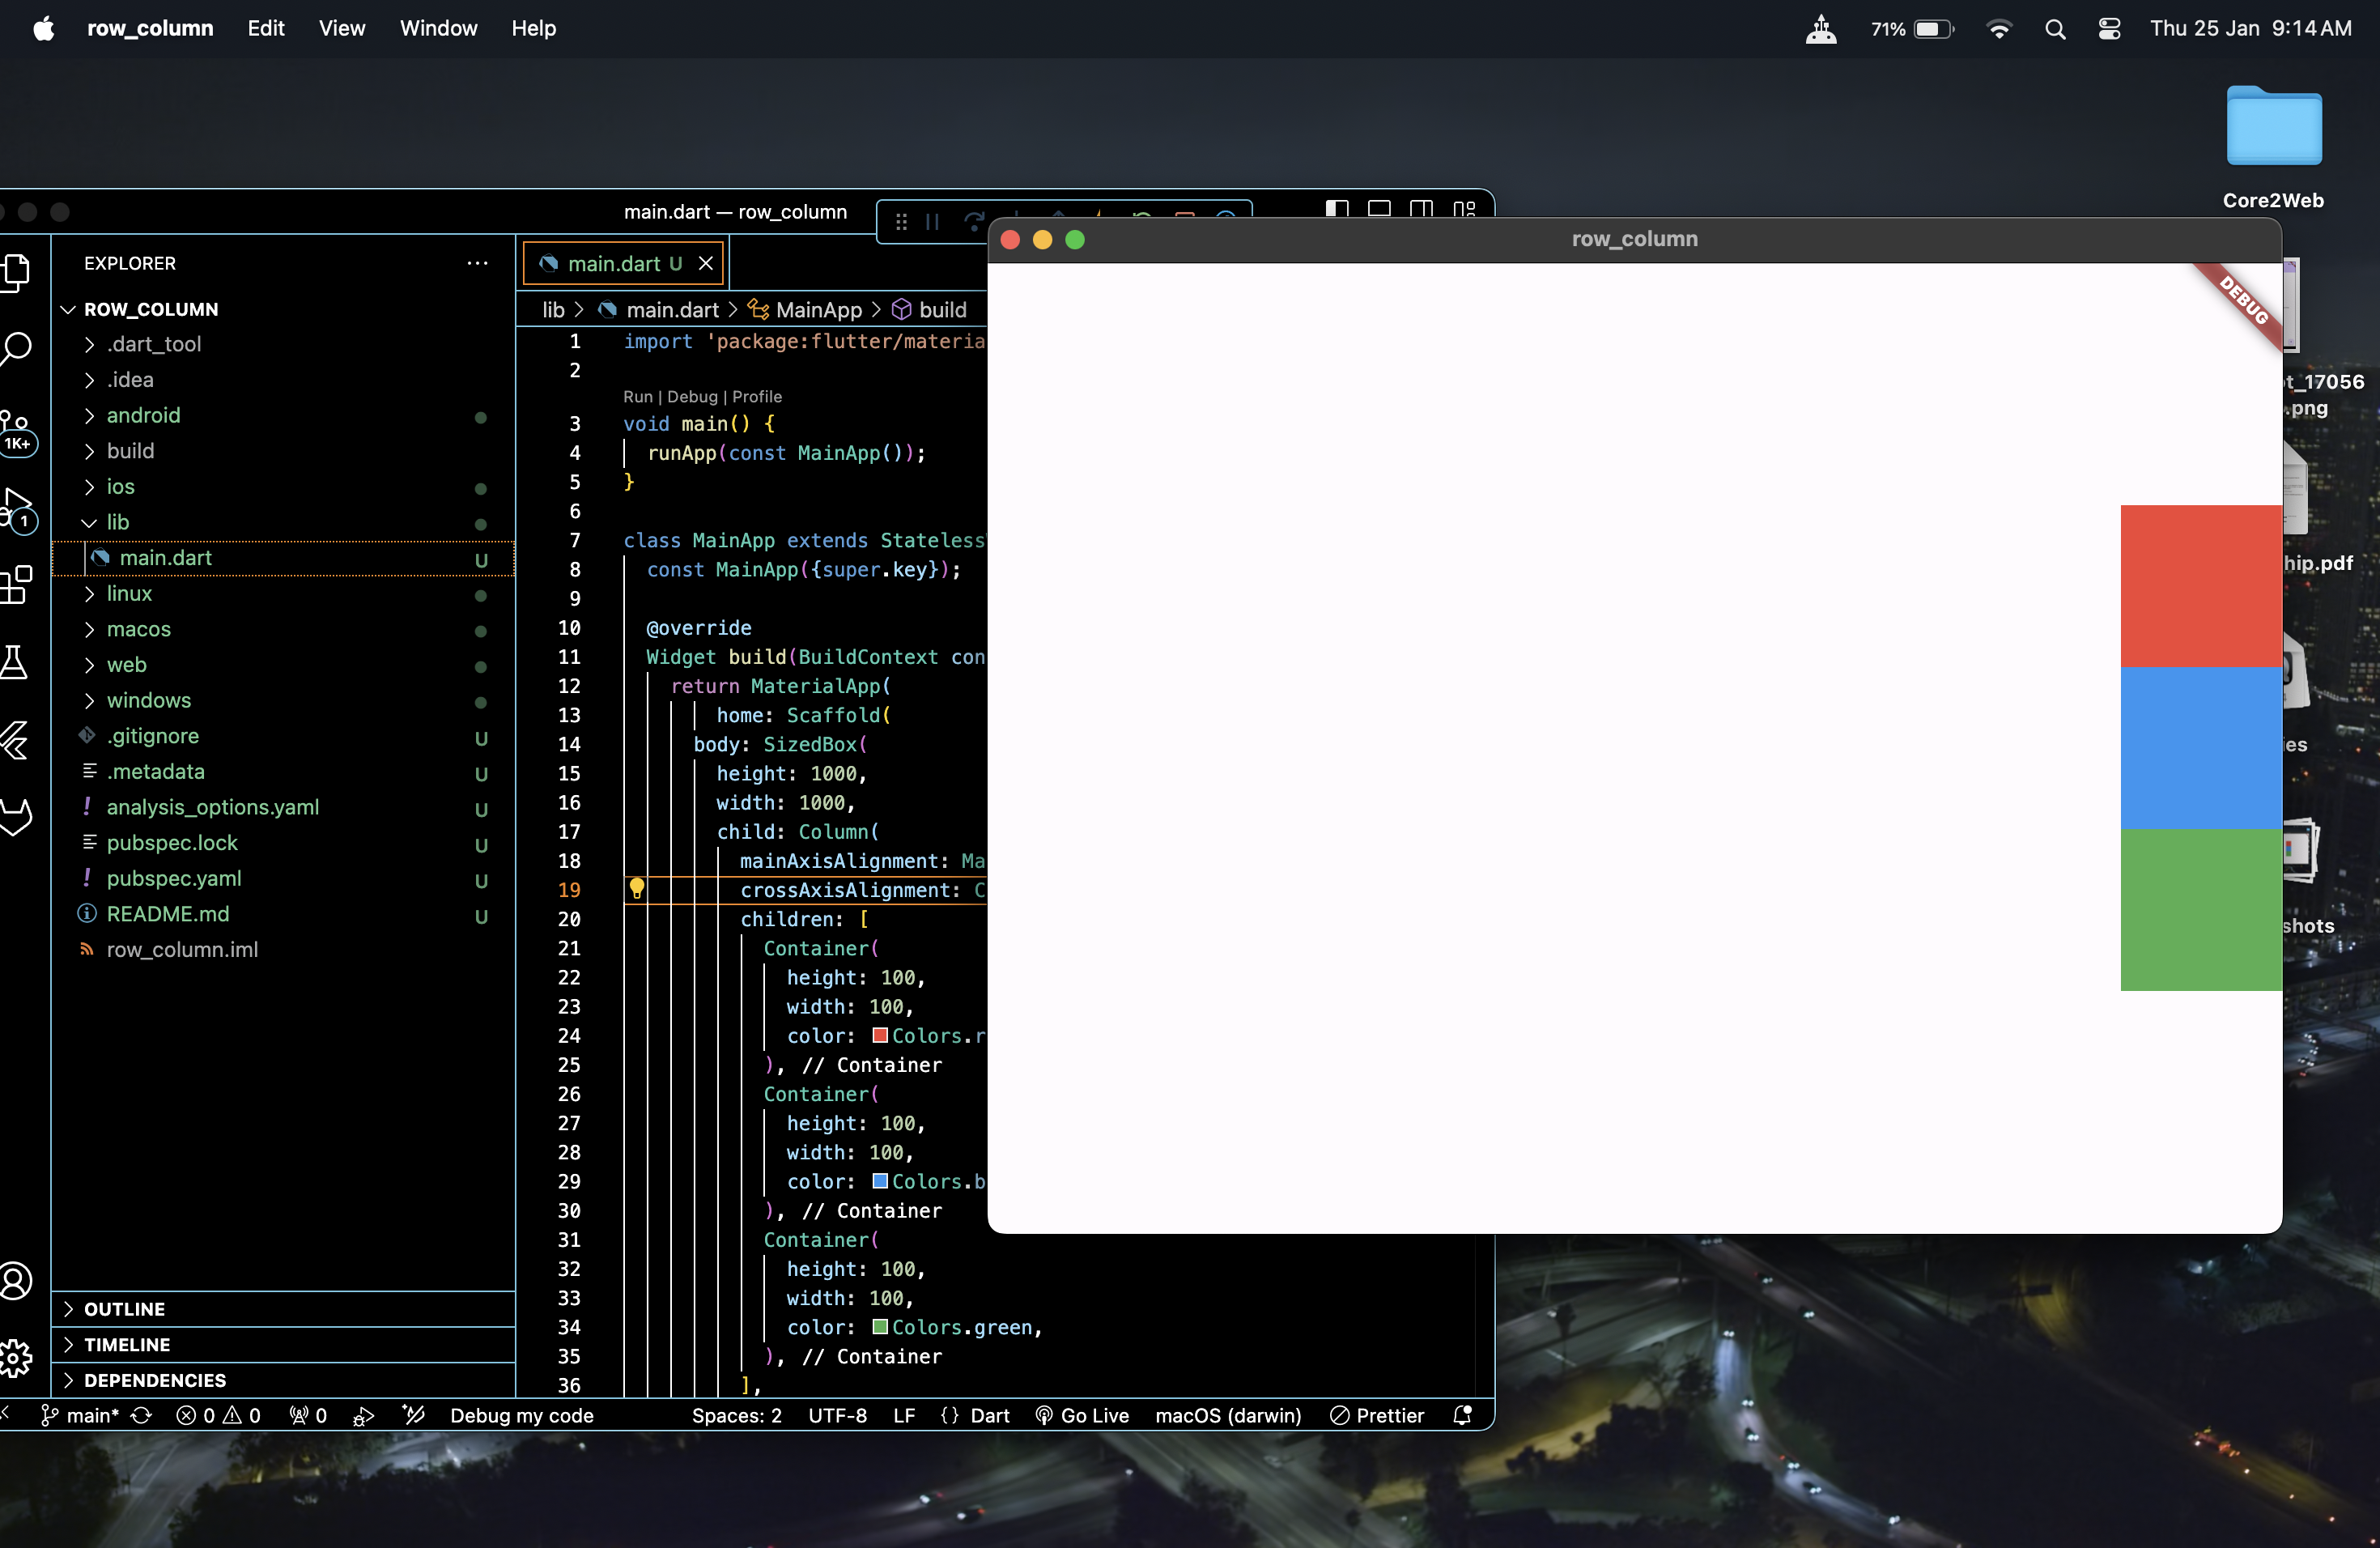 row_column Edit View Window Help
71% Thu 25 Jan 9:14 AM
Core2Web
main.dart — row_column
row_column
DEBUG
t_17056
.png
hip.pdf
ies
shots
EXPLORER
ROW_COLUMN
.dart_tool
.idea
android
build
ios
lib
main.dart U
linux
macos
web
windows
.gitignore U
.metadata U
! analysis_options.yaml U
pubspec.lock U
! pubspec.yaml U
README.md U
row_column.iml
OUTLINE
TIMELINE
DEPENDENCIES
1K+
1
main.dart U
lib > main.dart > MainApp > build
1 import 'package:flutter/materia
2
Run | Debug | Profile
3 void main() {
4 runApp(const MainApp());
5 }
6
7 class MainApp extends Stateless
8 const MainApp({super.key});
9
10 @override
11 Widget build(BuildContext con
12 return MaterialApp(
13 home: Scaffold(
14 body: SizedBox(
15 height: 1000,
16 width: 1000,
17 child: Column(
18 mainAxisAlignment: Ma
19 crossAxisAlignment: C
20 children: [
21 Container(
22 height: 100,
23 width: 100,
24 color: Colors.r
25 ), // Container
26 Container(
27 height: 100,
28 width: 100,
29 color: Colors.b
30 ), // Container
31 Container(
32 height: 100,
33 width: 100,
34 color: Colors.green,
35 ), // Container
36 ],
main* 0 0 0 Debug my code Spaces: 2 UTF-8 LF {} Dart Go Live macOS (darwin) Prettier